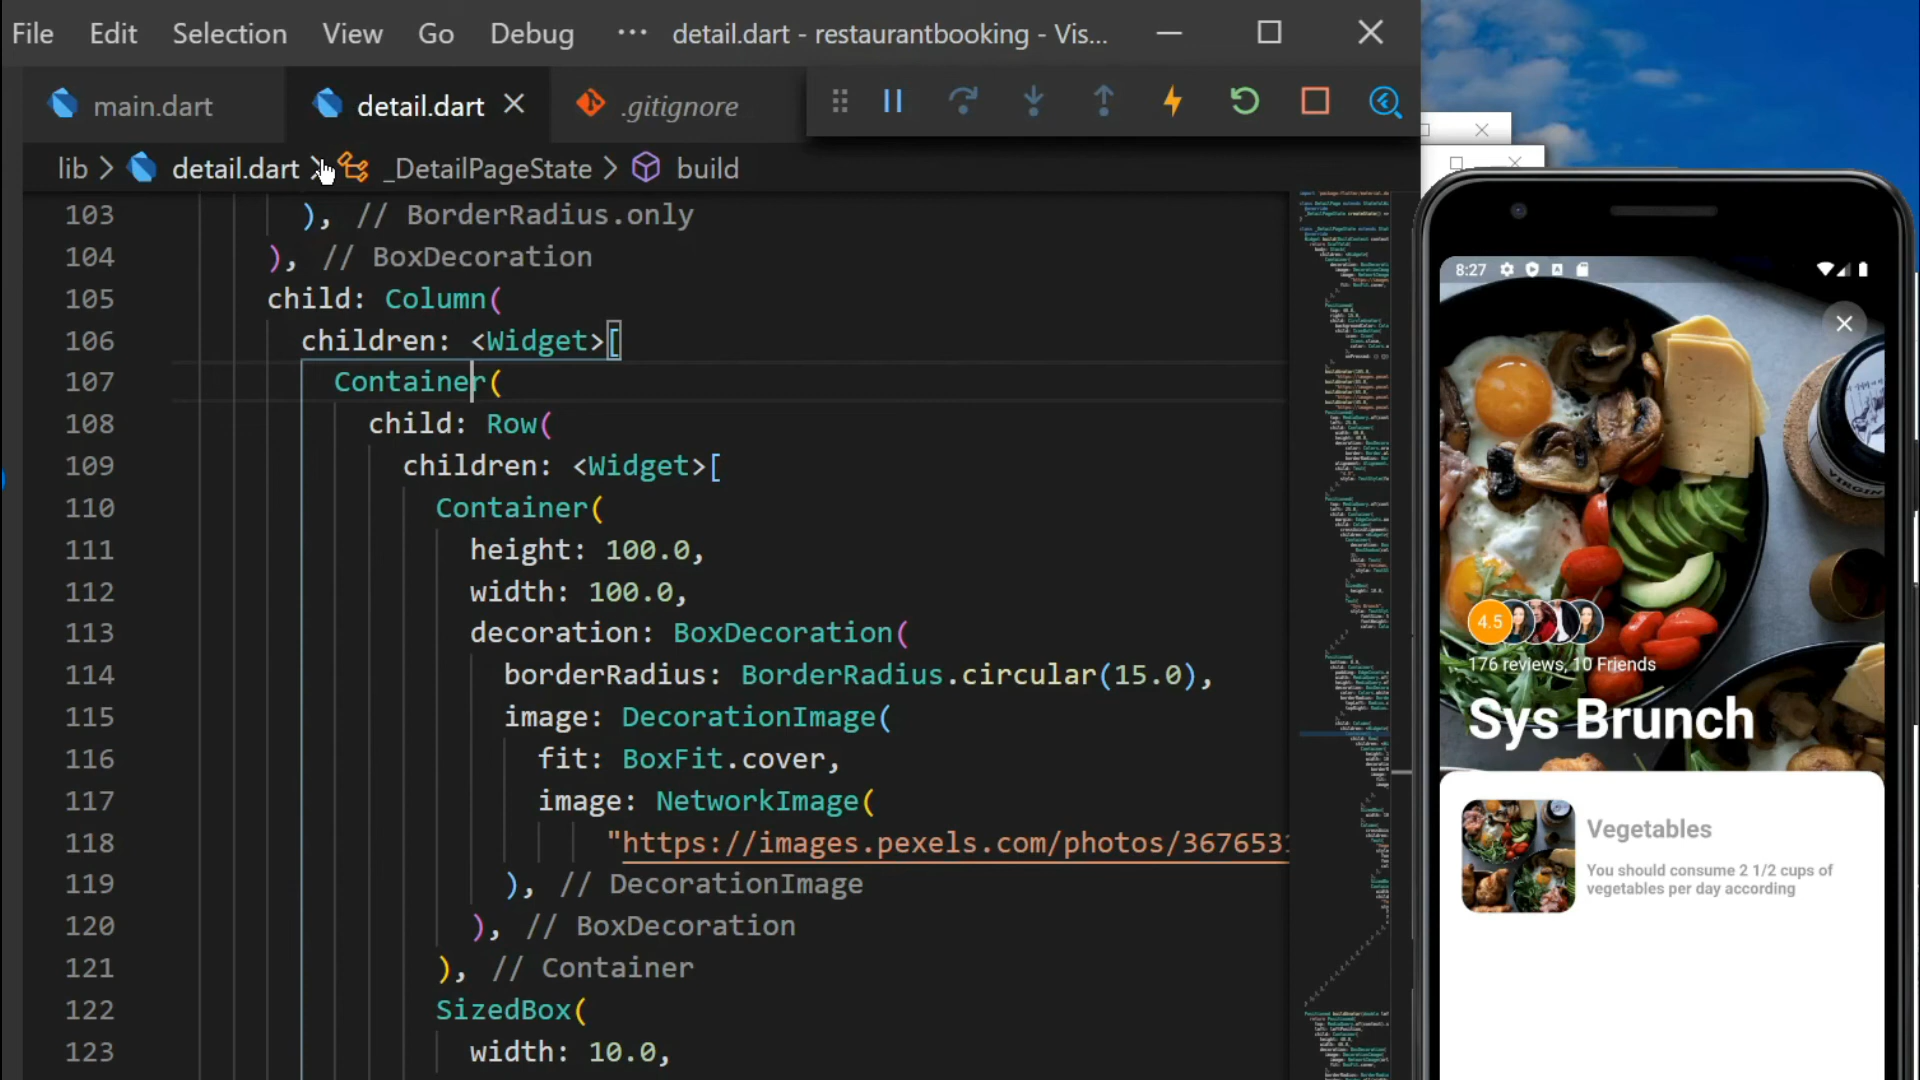 File Edit Selection View Go Debug ··· detail.dart - restaurantbooking - Vis...
main.dart detail.dart .gitignore
lib > detail.dart > _DetailPageState > build
103 ), // BorderRadius.only
104 ), // BoxDecoration
105 child: Column(
106 children: <Widget>[
107 Container(
108 child: Row(
109 children: <Widget>[
110 Container(
111 height: 100.0,
112 width: 100.0,
113 decoration: BoxDecoration(
114 borderRadius: BorderRadius.circular(15.0),
115 image: DecorationImage(
116 fit: BoxFit.cover,
117 image: NetworkImage(
118 "https://images.pexels.com/photos/3676531
119 ), // DecorationImage
120 ), // BoxDecoration
121 ), // Container
122 SizedBox(
123 width: 10.0,
8:27
VIRGIN
4.5
176 reviews, 10 Friends
Sys Brunch
Vegetables
You should consume 2 1/2 cups of
vegetables per day according